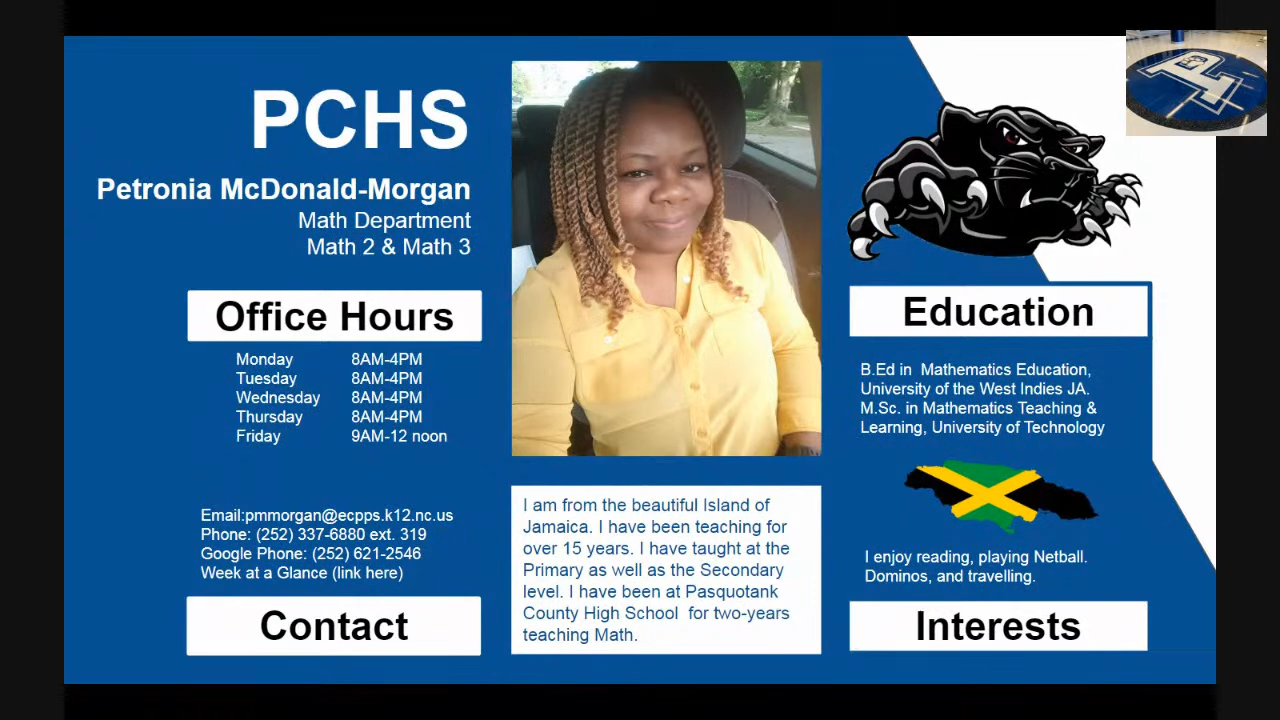 PCHS
Petronia McDonald-Morgan
Math Department
Math 2 & Math 3
Office Hours
Monday 8AM-4PM
Tuesday 8AM-4PM
Wednesday 8AM-4PM
Thursday 8AM-4PM
Friday 9AM-12 noon
Email:pmmorgan@ecpps.k12.nc.us
Phone: (252) 337-6880 ext. 319
Google Phone: (252) 621-2546
Week at a Glance (link here)
Contact
I am from the beautiful Island of
Jamaica. I have been teaching for
over 15 years. I have taught at the
Primary as well as the Secondary
level. I have been at Pasquotank
County High School for two-years
teaching Math.
Education
B.Ed in Mathematics Education,
University of the West Indies JA.
M.Sc. in Mathematics Teaching &
Learning, University of Technology
I enjoy reading, playing Netball.
Dominos, and travelling.
Interests